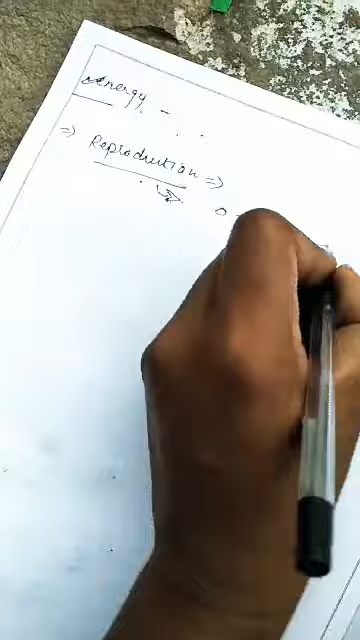 energy -
⇒ Reproduction ⇒